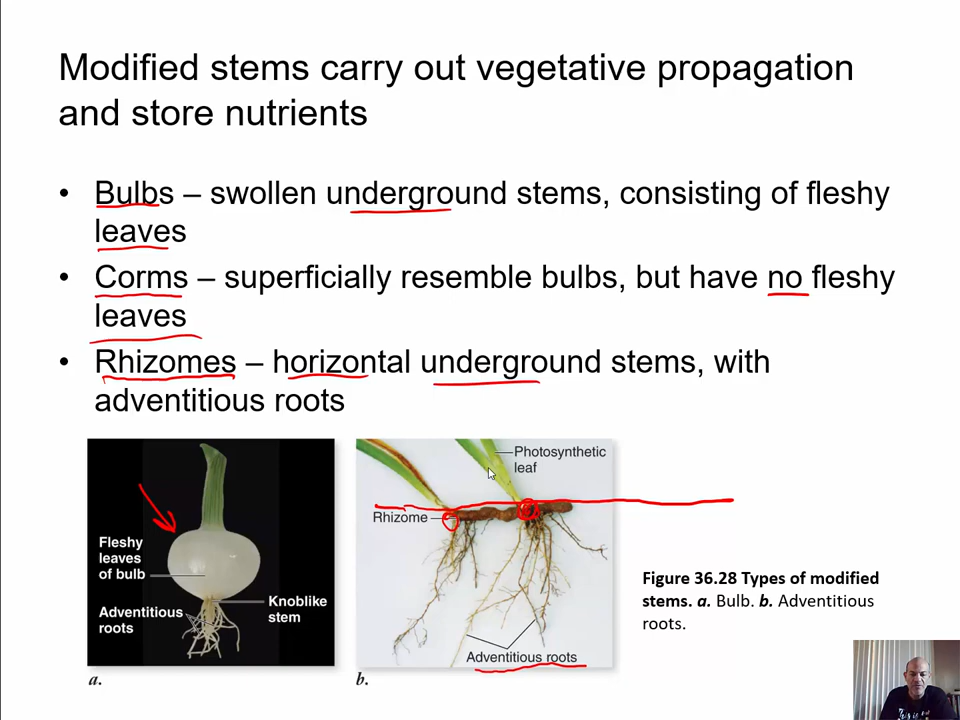 Modified stems carry out vegetative propagation
and store nutrients
• Bulbs – swollen underground stems, consisting of fleshy
leaves
• Corms – superficially resemble bulbs, but have no fleshy
leaves
• Rhizomes – horizontal underground stems, with
adventitious roots
Fleshy
leaves
of bulb
Adventitious
roots
Knoblike
stem
a.
Photosynthetic
leaf
Rhizome
Adventitious roots
b.
Figure 36.28 Types of modified
stems. a. Bulb. b. Adventitious
roots.